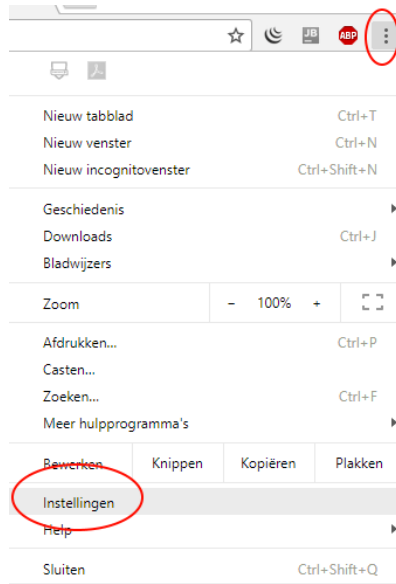 JB
ABP
Nieuw tabblad Ctrl+T
Nieuw venster Ctrl+N
Nieuw incognitovenster Ctrl+Shift+N
Geschiedenis
Downloads Ctrl+J
Bladwijzers
Zoom - 100% +
Afdrukken... Ctrl+P
Casten...
Zoeken... Ctrl+F
Meer hulpprogramma's
Bewerken Knippen Kopiëren Plakken
Instellingen
Help
Sluiten Ctrl+Shift+Q